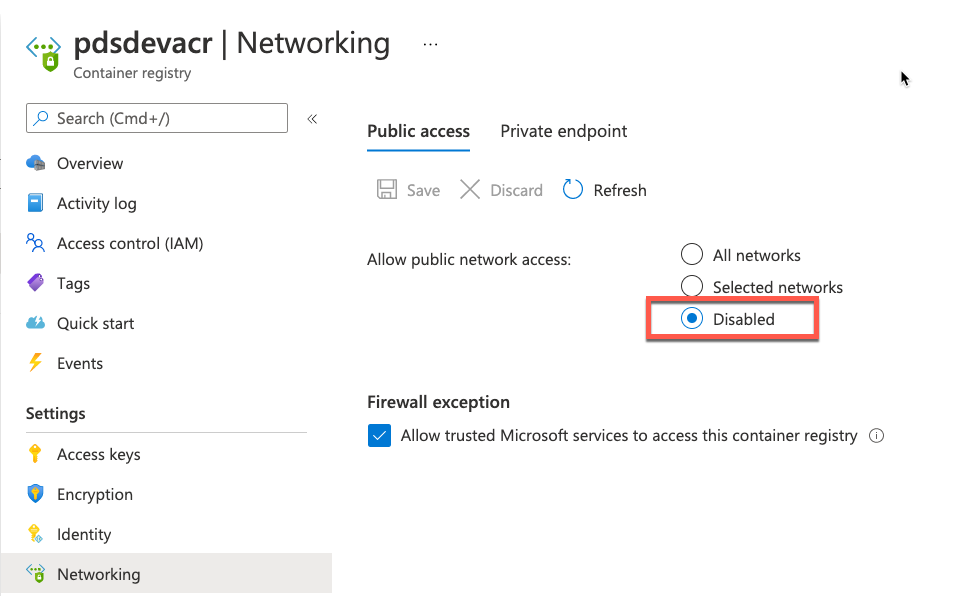 pdsdevacr | Networking ...
Container registry
Search (Cmd+/)
«
Overview
Activity log
Access control (IAM)
Tags
Quick start
Events
Settings
Access keys
Encryption
Identity
Networking
Public access Private endpoint
Save Discard Refresh
Allow public network access:
All networks
Selected networks
Disabled
Firewall exception
Allow trusted Microsoft services to access this container registry